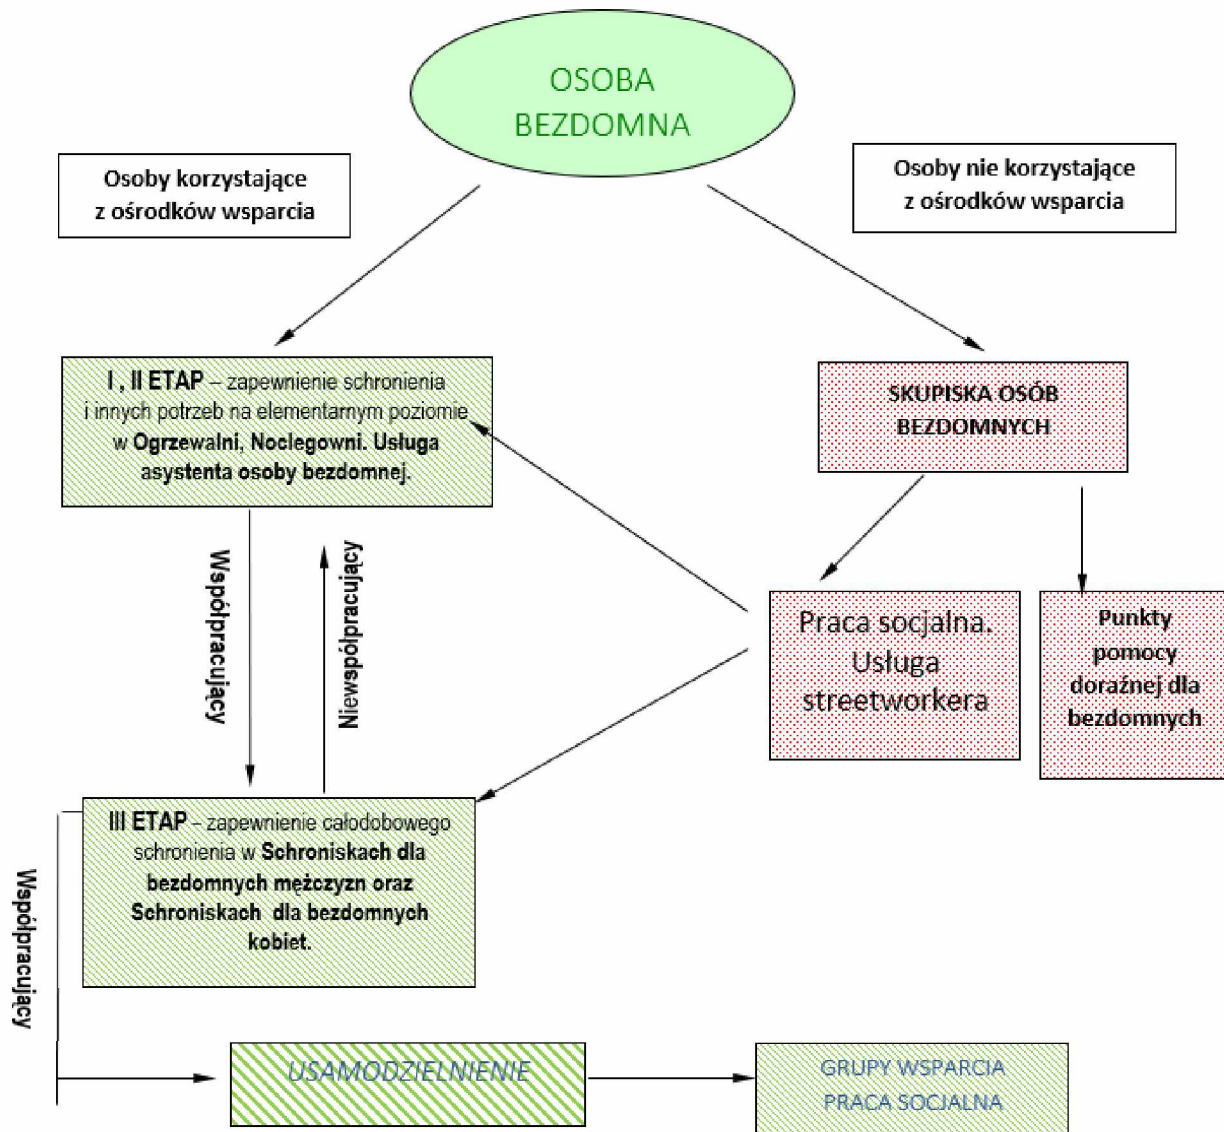 OSOBA
BEZDOMNA
Osoby korzystające
z ośrodków wsparcia
Osoby nie korzystające
z ośrodków wsparcia
I , II ETAP – zapewnienie schronienia
i innych potrzeb na elementarnym poziomie
w Ogrzewalni, Noclegowni. Usługa
asystenta osoby bezdomnej.
SKUPISKA OSÓB
BEZDOMNYCH
Współpracujący
Niewspółpracujący
Praca socjalna.
Usługa
streetworkera
Punkty
pomocy
doraźnej dla
bezdomnych
III ETAP – zapewnienie całodobowego
schronienia w Schroniskach dla
bezdomnych mężczyzn oraz
Schroniskach dla bezdomnych
kobiet.
Współpracujący
USAMODZIELNIENIE
GRUPY WSPARCIA
PRACA SOCJALNA